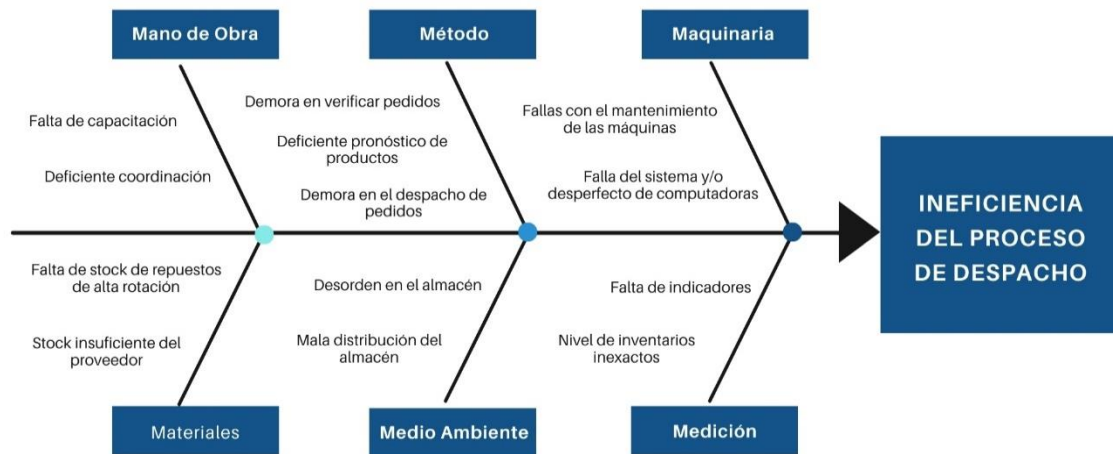 Mano de Obra
Método
Maquinaria
Falta de capacitación
Deficiente coordinación
Demora en verificar pedidos
Deficiente pronóstico de
productos
Demora en el despacho de
pedidos
Fallas con el mantenimiento
de las máquinas
Falla del sistema y/o
desperfecto de computadoras
INEFICIENCIA
DEL PROCESO
DE DESPACHO
Falta de stock de repuestos
de alta rotación
Stock insuficiente del
proveedor
Desorden en el almacén
Mala distribución del
almacén
Falta de indicadores
Nivel de inventarios
inexactos
Materiales
Medio Ambiente
Medición